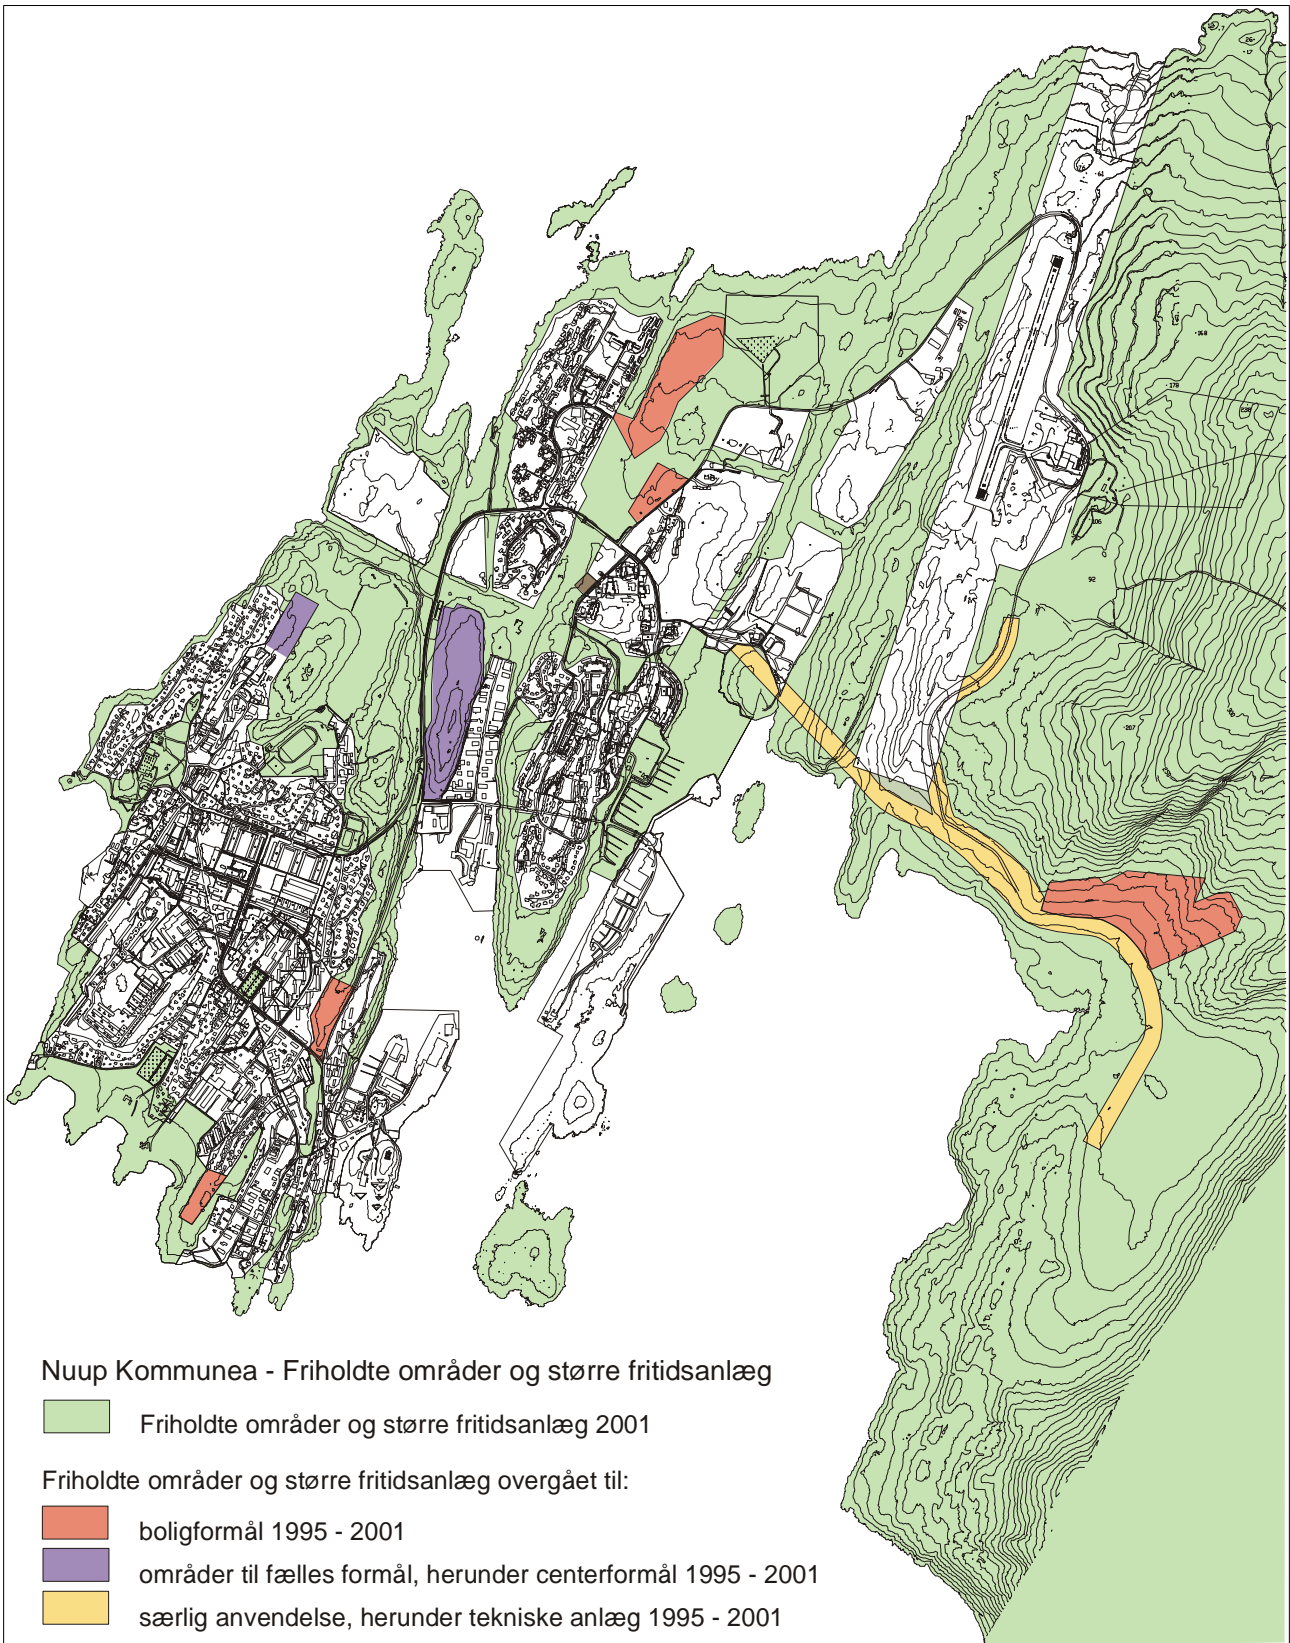 Nuup Kommunea - Friholdte områder og større fritidsanlæg
Friholdte områder og større fritidsanlæg 2001
Friholdte områder og større fritidsanlæg overgået til:
boligformål 1995 - 2001
områder til fælles formål, herunder centerformål 1995 - 2001
særlig anvendelse, herunder tekniske anlæg 1995 - 2001